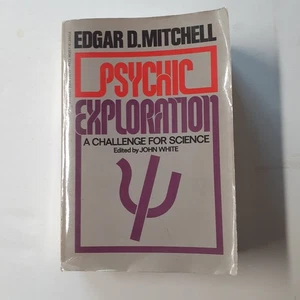 EDGAR D. MITCHELL
PSYCHIC
EXPLORATION
A CHALLENGE FOR SCIENCE
Edited by JOHN WHITE
Ψ